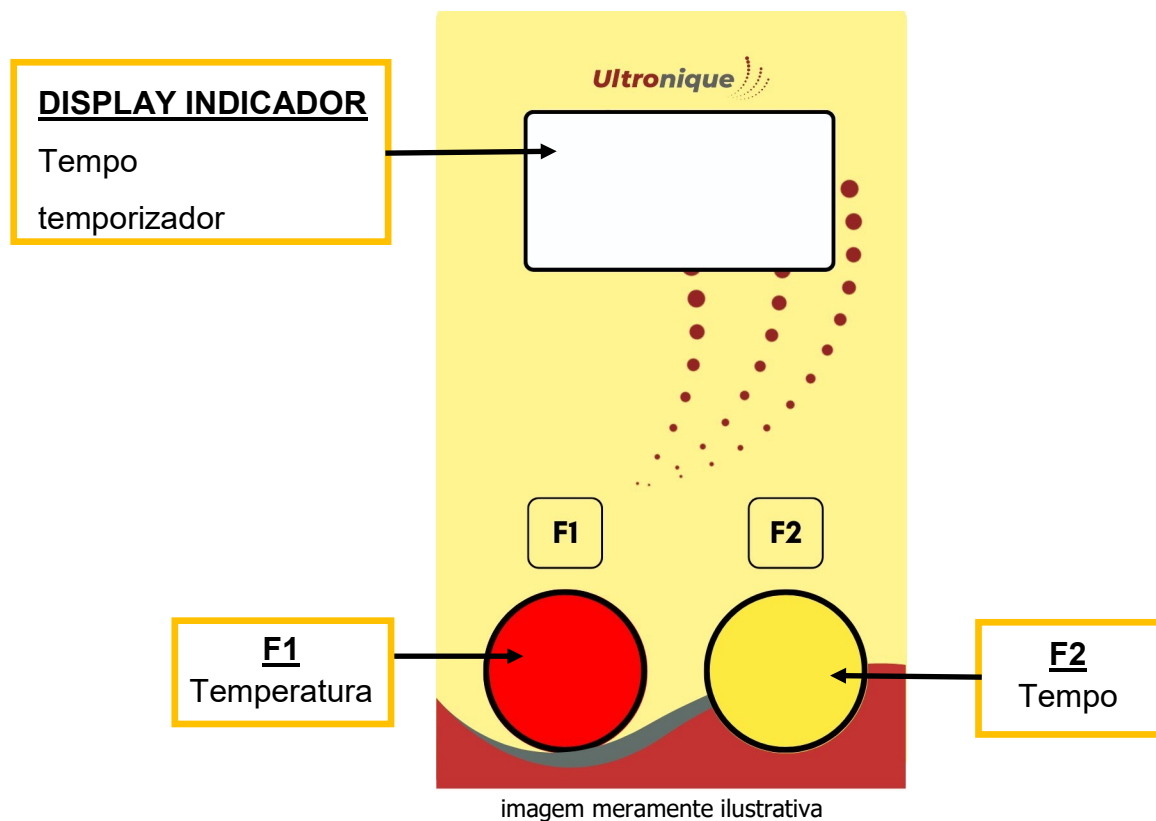 Ultronique
DISPLAY INDICADOR
Tempo
temporizador
F1
F2
F1
Temperatura
F2
Tempo
imagem meramente ilustrativa